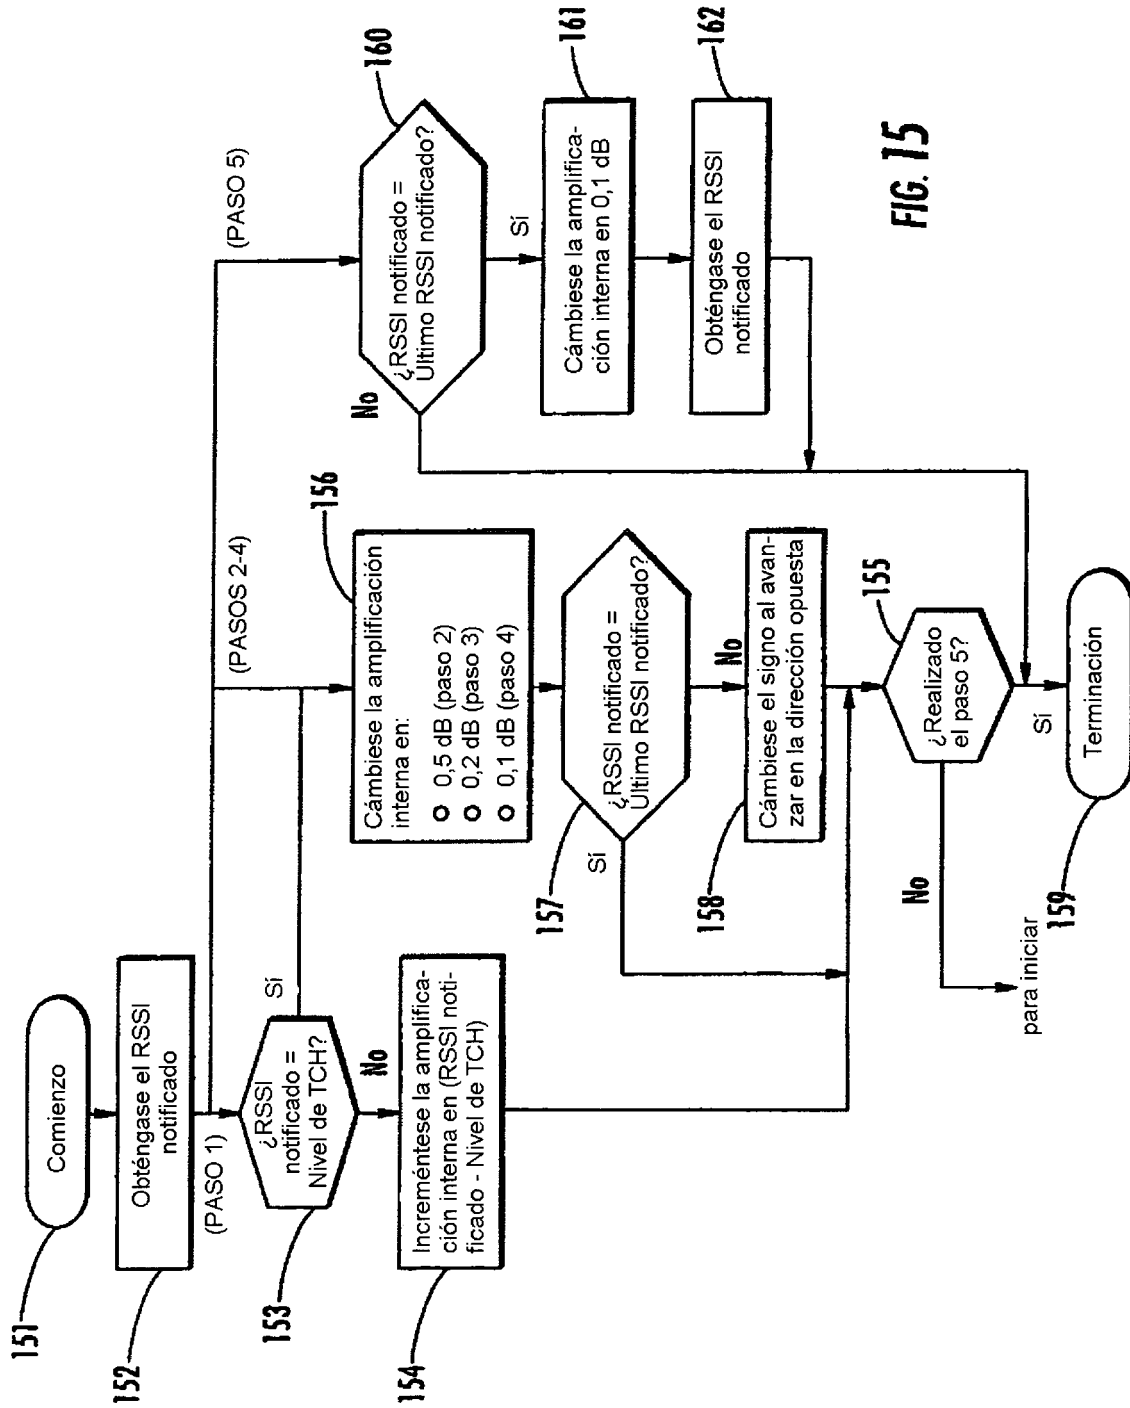 151
Comienzo
152
Obténgase el RSSI
notificado
(PASO 1)
(PASOS 2-4)
(PASO 5)
153
¿RSSI
notificado =
Nivel de TCH?
Sí
No
154
Increméntese la amplifica-
ción interna en (RSSI noti-
ficado - Nivel de TCH)
156
Cámbiese la amplificación
interna en:
0,5 dB (paso 2)
0,2 dB (paso 3)
0,1 dB (paso 4)
157
¿RSSI notificado =
Ultimo RSSI notificado?
Sí
No
158
Cámbiese el signo al avan-
zar en la dirección opuesta
155
¿Realizado
el paso 5?
No
Sí
para iniciar
159
Terminación
160
¿RSSI notificado =
Ultimo RSSI notificado?
No
Sí
161
Cámbiese la amplifica-
ción interna en 0,1 dB
162
Obténgase el RSSI
notificado
FIG. 15